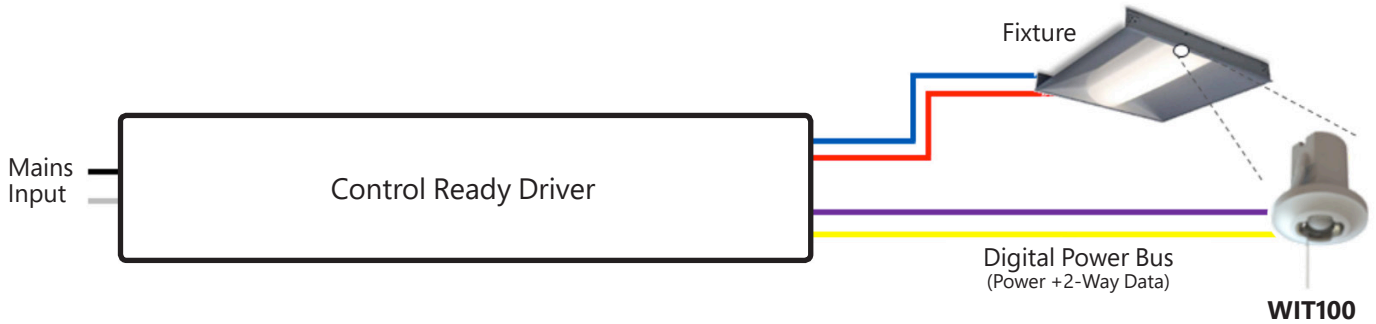 Fixture
Mains
Input
Control Ready Driver
Digital Power Bus
(Power +2-Way Data)
WIT100